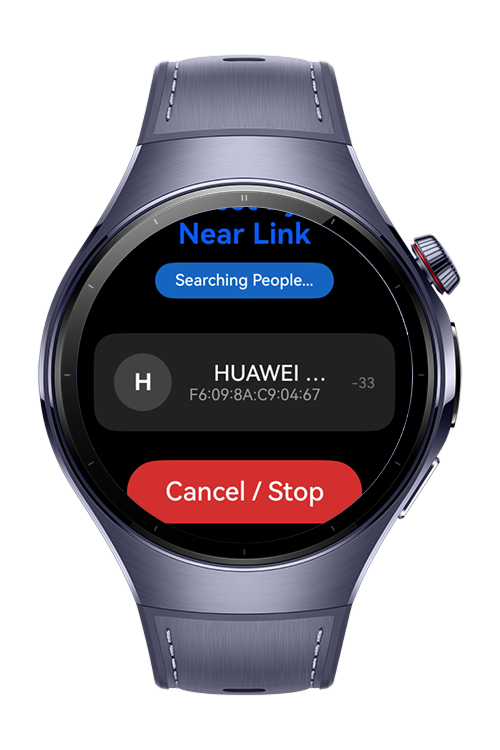 Near Link
Searching People...
H
HUAWEI ...
F6:09:8A:C9:04:67
-33
Cancel / Stop